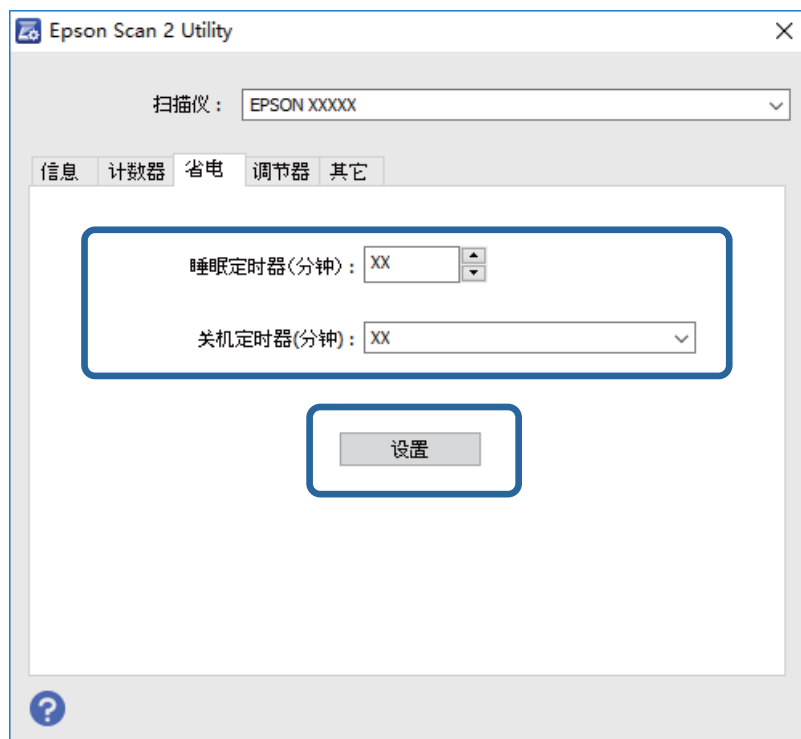 Epson Scan 2 Utility
扫描仪： EPSON XXXXX
信息 计数器 省电 调节器 其它
睡眠定时器(分钟)： XX
关机定时器(分钟)： XX
设置
?